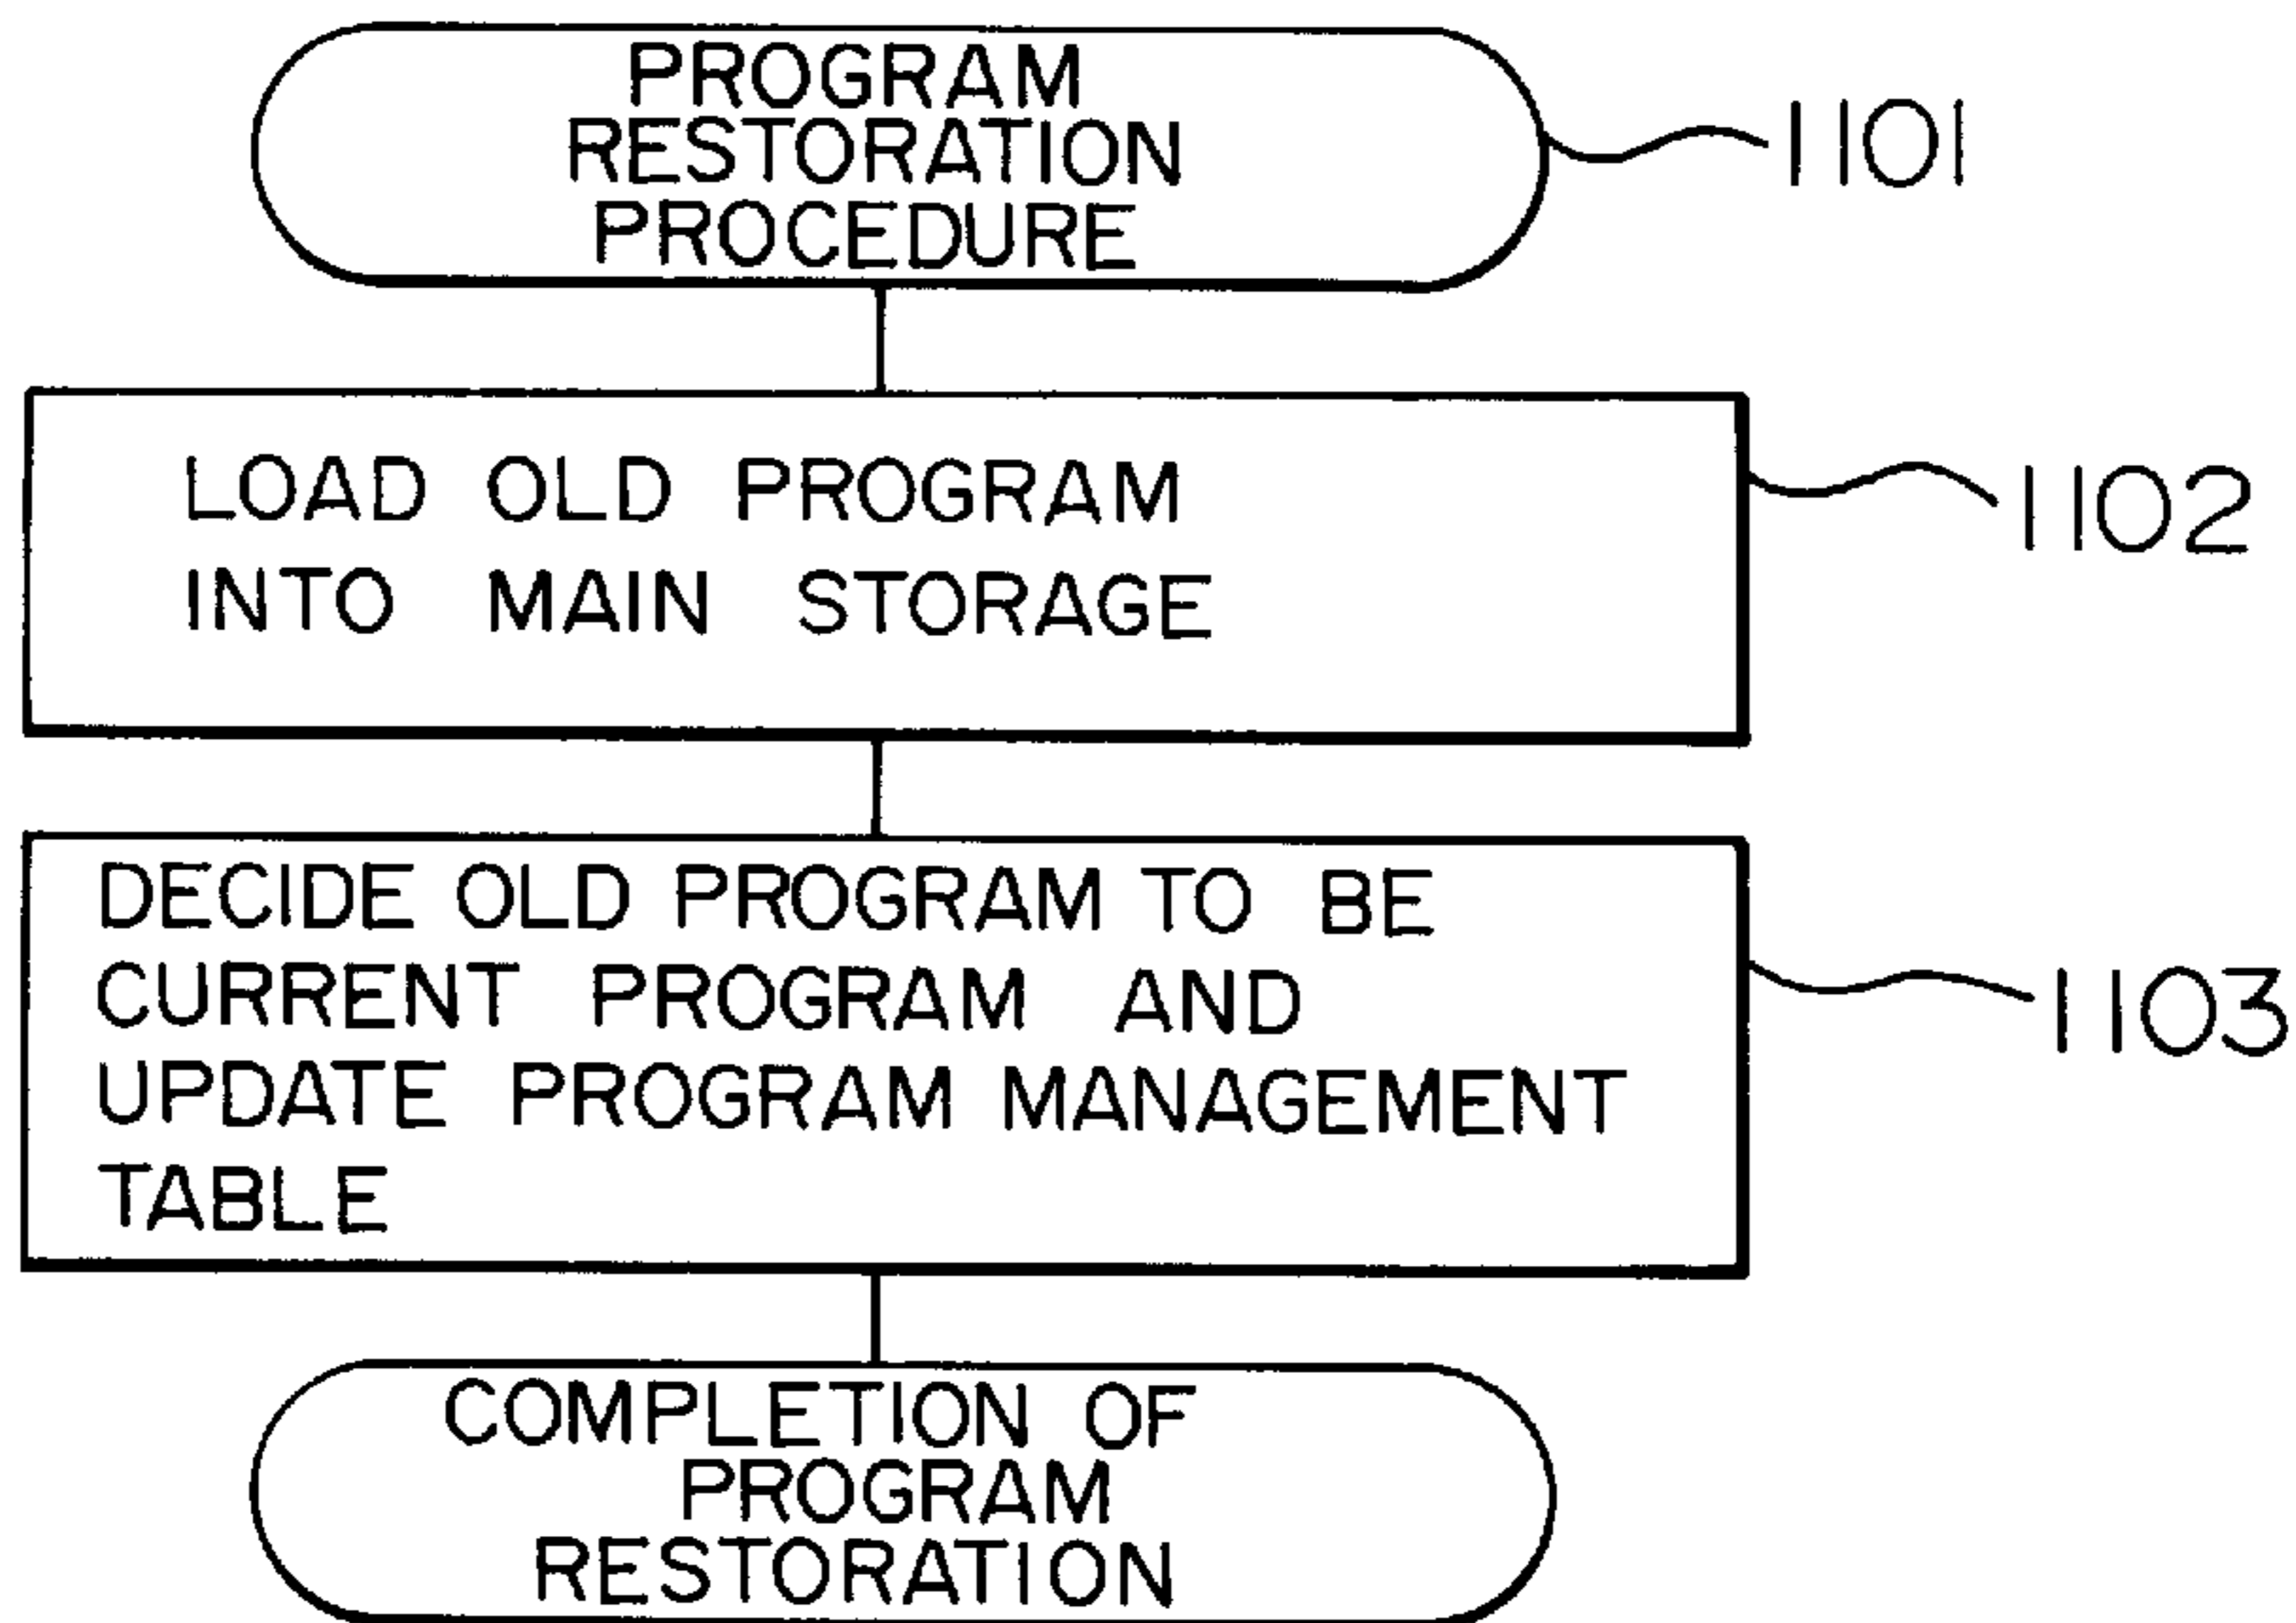 PROGRAM
RESTORATION
PROCEDURE
1101
LOAD OLD PROGRAM
INTO MAIN STORAGE
1102
DECIDE OLD PROGRAM TO BE
CURRENT PROGRAM AND
UPDATE PROGRAM MANAGEMENT
TABLE
1103
COMPLETION OF
PROGRAM
RESTORATION